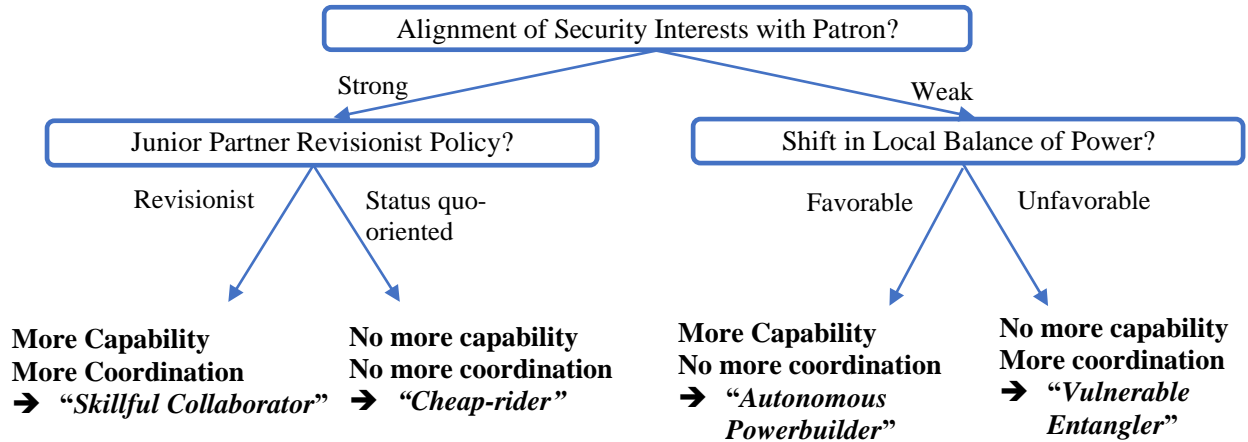 Alignment of Security Interests with Patron?
Strong
Weak
Junior Partner Revisionist Policy?
Shift in Local Balance of Power?
Revisionist
Status quo-
oriented
Favorable
Unfavorable
More Capability
More Coordination
➔ “Skillful Collaborator”
No more capability
No more coordination
➔ “Cheap-rider”
More Capability
No more coordination
➔ “Autonomous
Powerbuilder”
No more capability
More coordination
➔ “Vulnerable
Entangler”